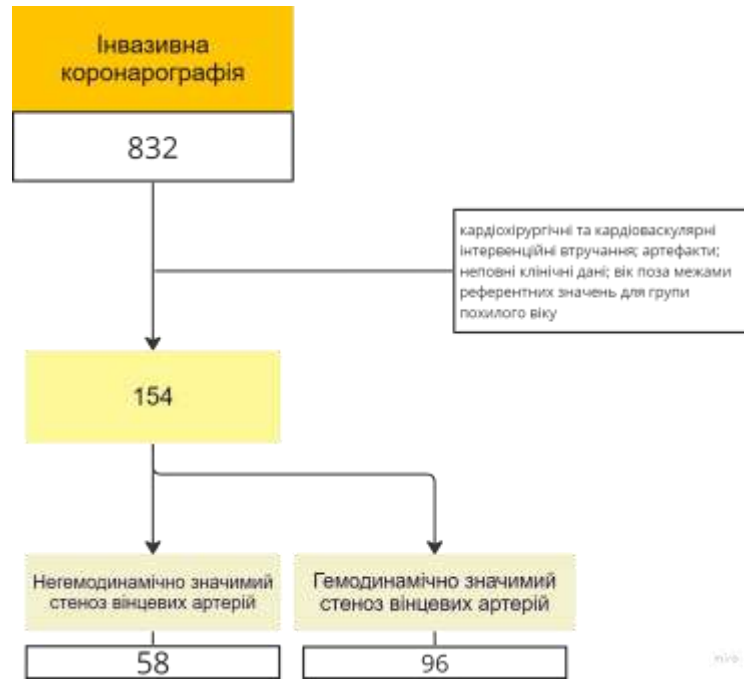 Інвазивна
коронарографія
832
кардіохірургічні та кардіоваскулярні
інтервенційні втручання; артефакти;
неповні клінічні дані; вік поза межами
референтних значень для групи
похилого віку
154
Негемодинамічно значимий
стеноз вінцевих артерій
Гемодинамічно значимий
стеноз вінцевих артерій
58
96
miro